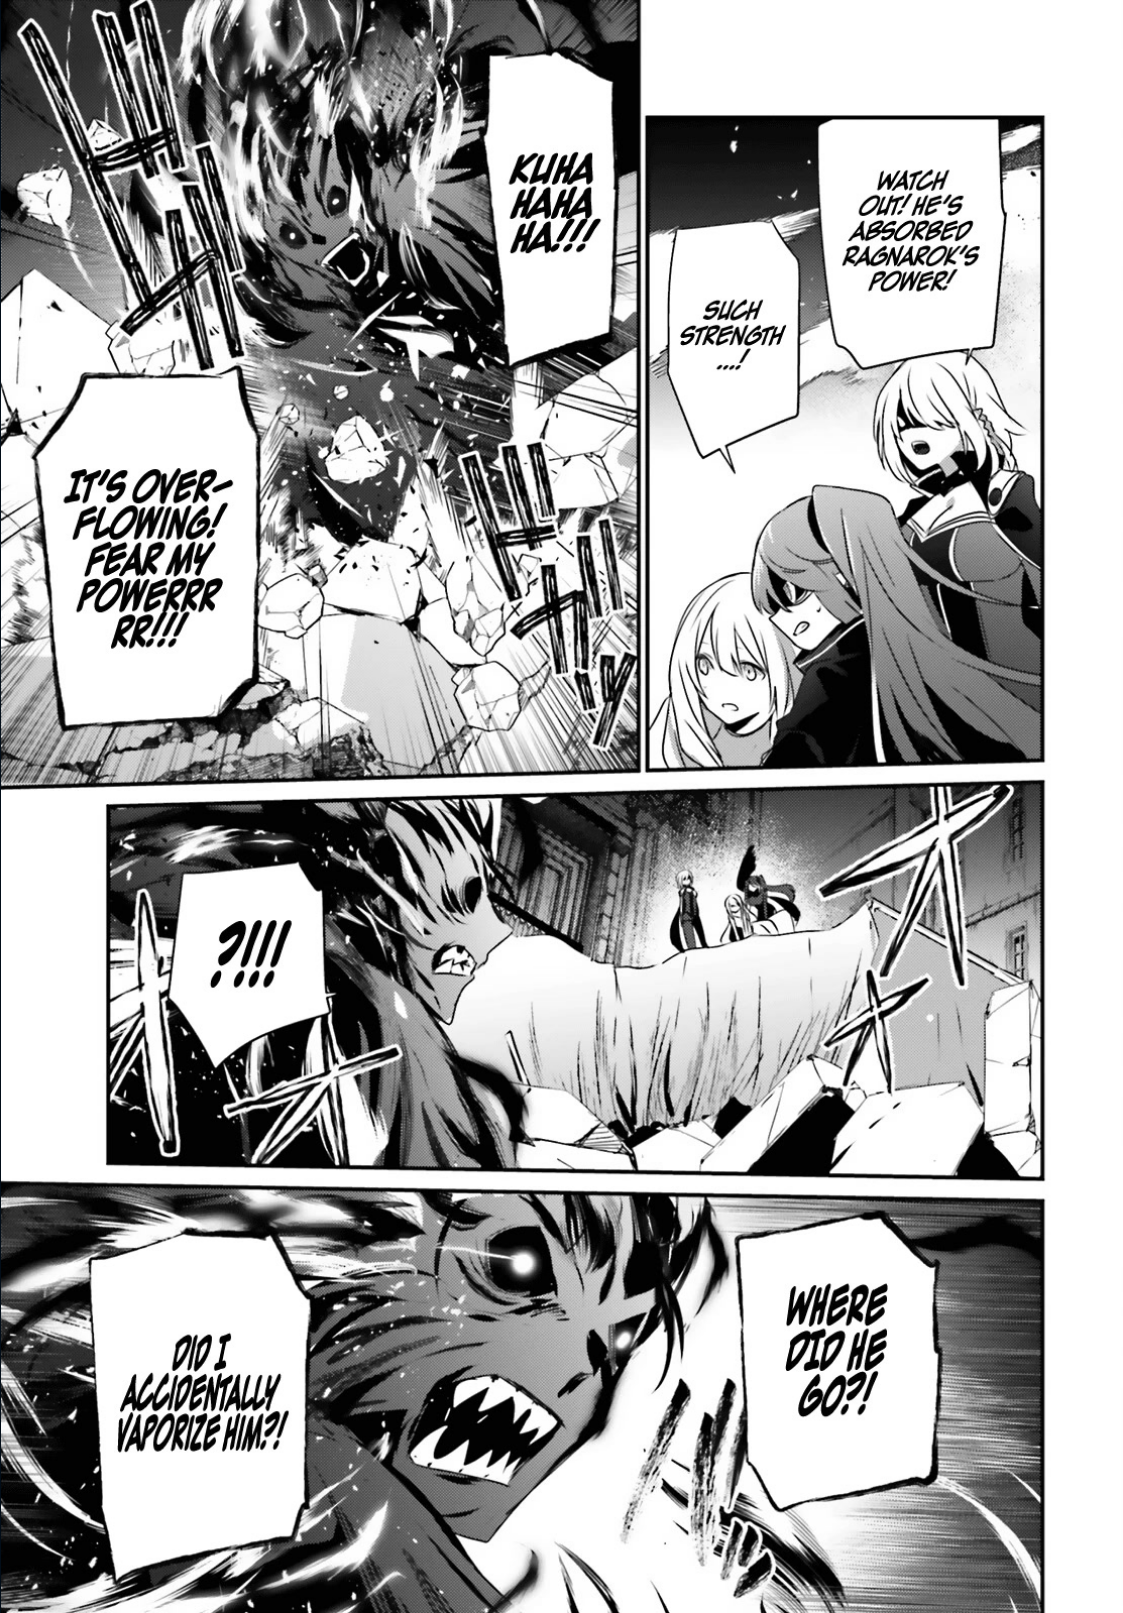 WATCH
OUT! HE'S
ABSORBED
RAGNAROK'S
POWER!
SUCH
STRENGTH
....!
KUHA
HAHA
HA!!!
IT'S OVER-
FLOWING!
FEAR MY
POWERRR
RR!!!
?!!!
WHERE
DID HE
GO?!
DID I
ACCIDENTALLY
VAPORIZE HIM?!